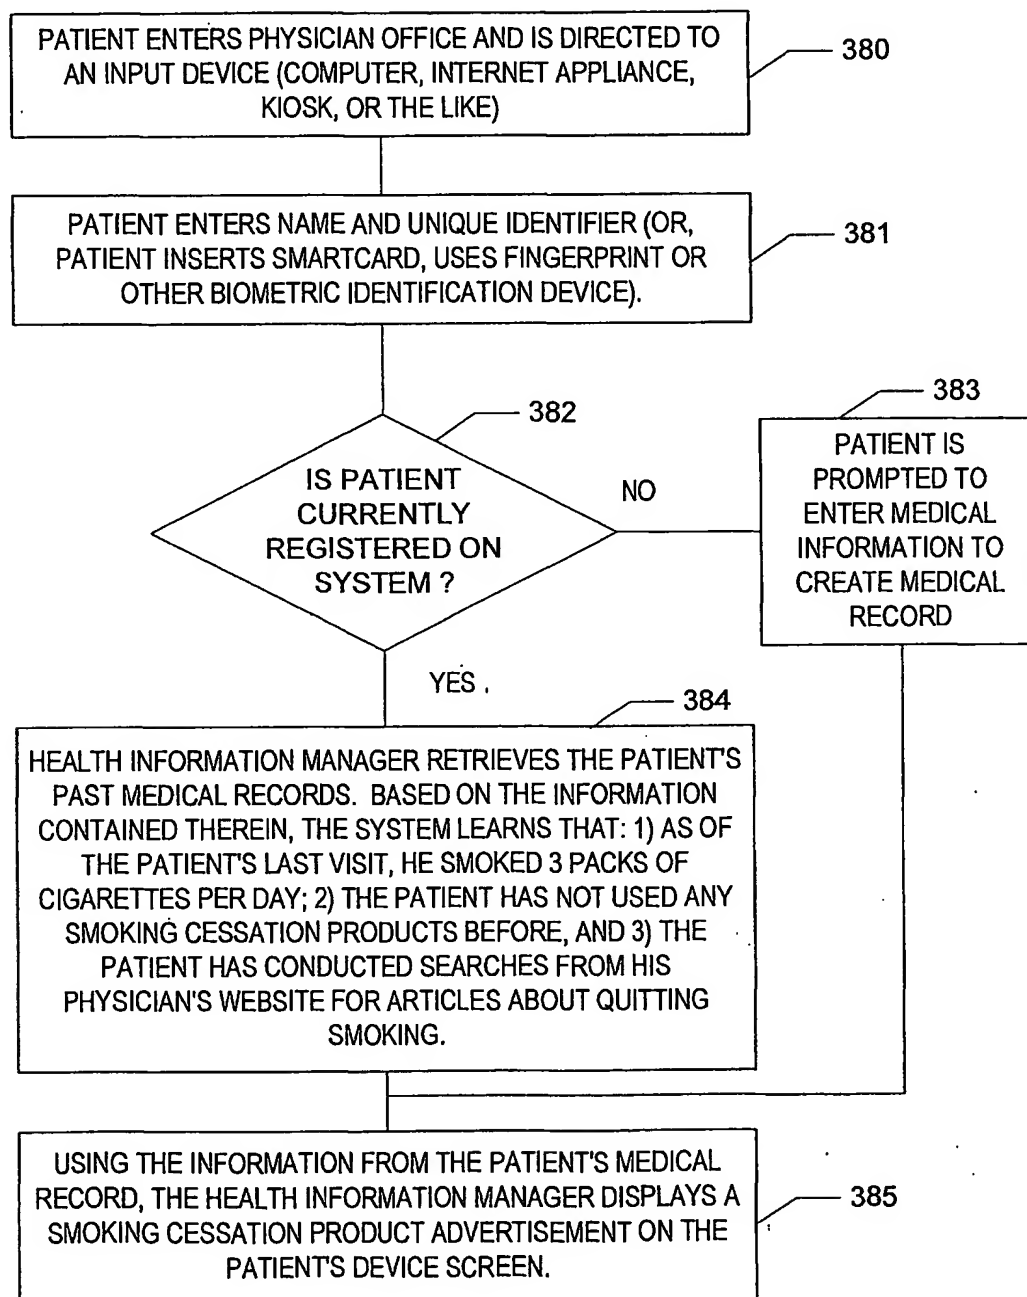 PATIENT ENTERS PHYSICIAN OFFICE AND IS DIRECTED TO
AN INPUT DEVICE (COMPUTER, INTERNET APPLIANCE,
KIOSK, OR THE LIKE)
380
PATIENT ENTERS NAME AND UNIQUE IDENTIFIER (OR,
PATIENT INSERTS SMARTCARD, USES FINGERPRINT OR
OTHER BIOMETRIC IDENTIFICATION DEVICE).
381
382
IS PATIENT
CURRENTLY
REGISTERED ON
SYSTEM ?
NO
383
PATIENT IS
PROMPTED TO
ENTER MEDICAL
INFORMATION TO
CREATE MEDICAL
RECORD
YES
384
HEALTH INFORMATION MANAGER RETRIEVES THE PATIENT'S
PAST MEDICAL RECORDS. BASED ON THE INFORMATION
CONTAINED THEREIN, THE SYSTEM LEARNS THAT: 1) AS OF
THE PATIENT'S LAST VISIT, HE SMOKED 3 PACKS OF
CIGARETTES PER DAY; 2) THE PATIENT HAS NOT USED ANY
SMOKING CESSATION PRODUCTS BEFORE, AND 3) THE
PATIENT HAS CONDUCTED SEARCHES FROM HIS
PHYSICIAN'S WEBSITE FOR ARTICLES ABOUT QUITTING
SMOKING.
USING THE INFORMATION FROM THE PATIENT'S MEDICAL
RECORD, THE HEALTH INFORMATION MANAGER DISPLAYS A
SMOKING CESSATION PRODUCT ADVERTISEMENT ON THE
PATIENT'S DEVICE SCREEN.
385